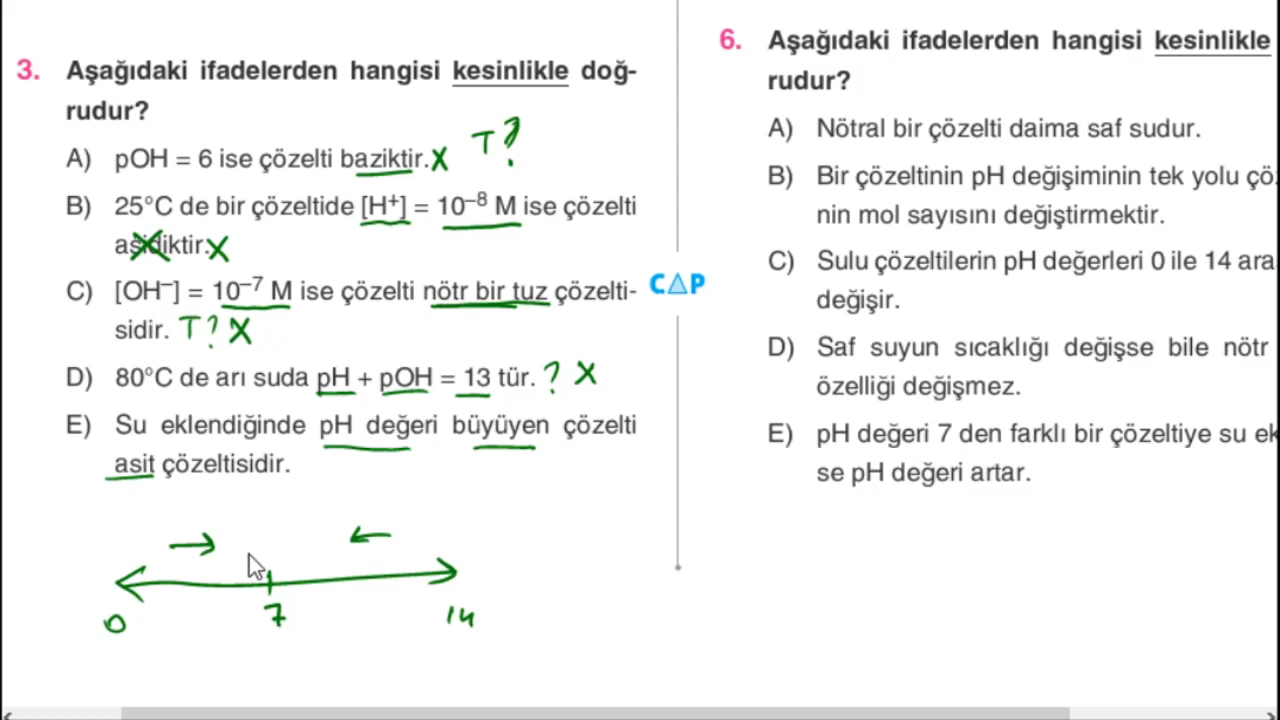 3. Aşağıdaki ifadelerden hangisi kesinlikle doğ-
rudur?
A) pOH = 6 ise çözelti baziktir. X T?
B) 25°C de bir çözeltide [H⁺] = 10⁻⁸ M ise çözelti
asidiktir. X
C) [OH⁻] = 10⁻⁷ M ise çözelti nötr bir tuz çözelti-
sidir. T? X
D) 80°C de arı suda pH + pOH = 13 tür. ? X
E) Su eklendiğinde pH değeri büyüyen çözelti
asit çözeltisidir.
0 7 14
CAP
6. Aşağıdaki ifadelerden hangisi kesinlikle
rudur?
A) Nötral bir çözelti daima saf sudur.
B) Bir çözeltinin pH değişiminin tek yolu çö
nin mol sayısını değiştirmektir.
C) Sulu çözeltilerin pH değerleri 0 ile 14 ara
değişir.
D) Saf suyun sıcaklığı değişse bile nötr
özelliği değişmez.
E) pH değeri 7 den farklı bir çözeltiye su ek
se pH değeri artar.